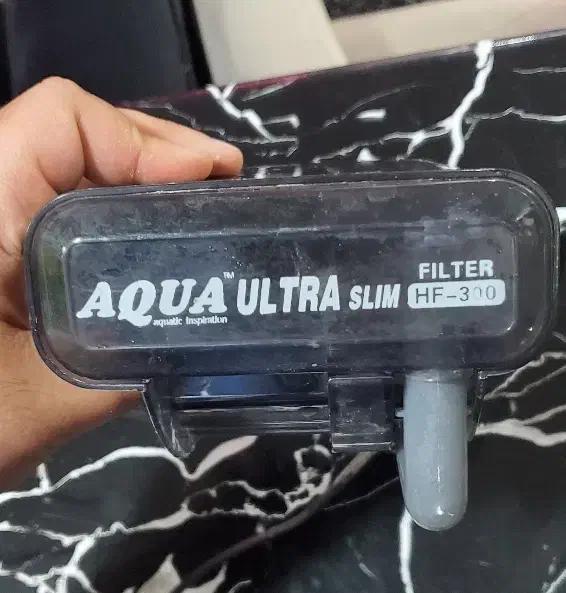 AQUA™ ULTRA SLIM FILTER HF-300
aquatic inspiration